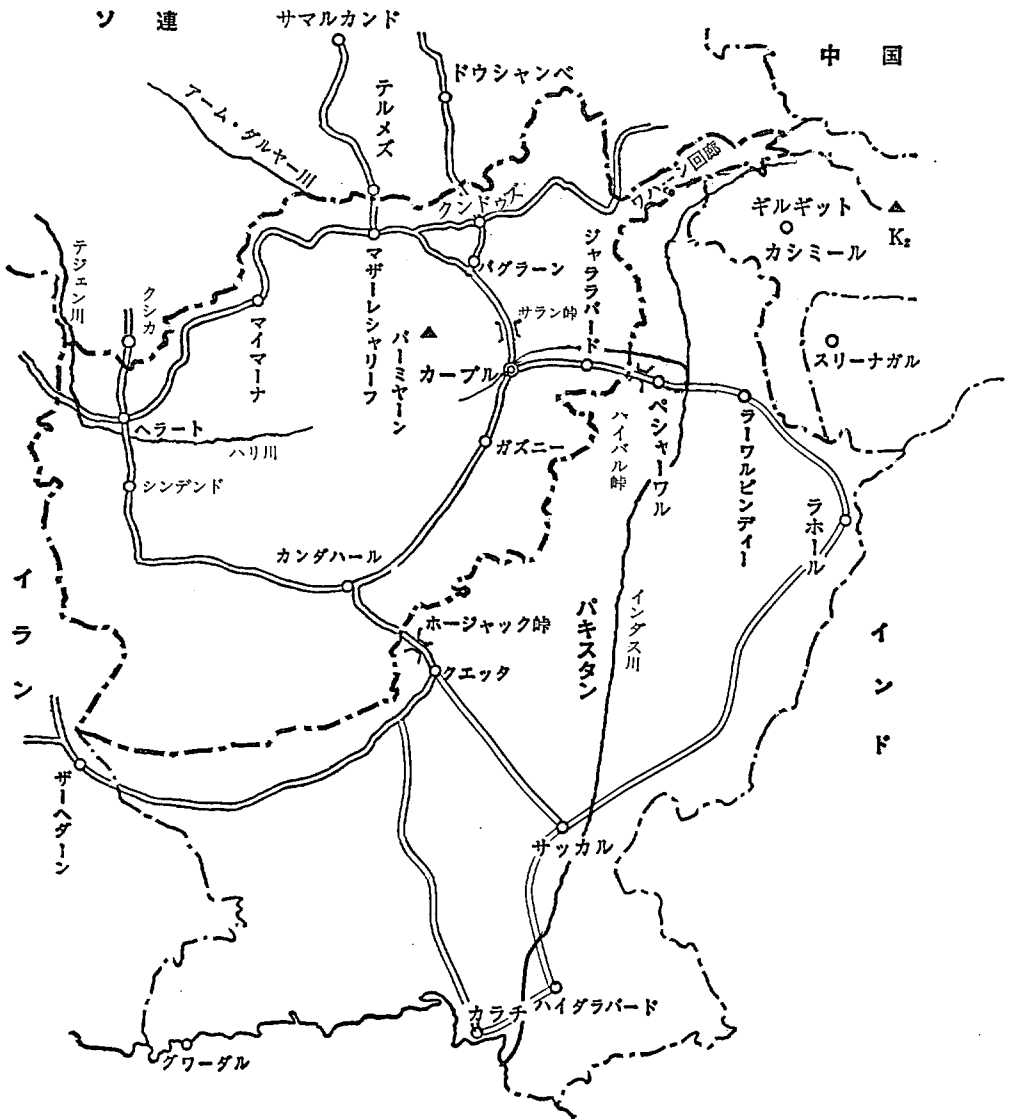 ソ連
サマルカンド
中国
ドウシャンベ
テルメズ
アーム・ダルヤー川
クンドゥズ
ワハーン回廊
ギルギット
カシミール
K₂
テジェン川
クシカ
マイマーナ
マザーレシャリーフ
バグラーン
ジャララバード
サラン峠
バーミヤーン
カーブル
スリーナガル
ヘラート
ハリ川
ガズニー
ハイバル峠
ペシャーワル
ラーワルピンディー
シンデンド
ラホール
カンダハール
イラン
ホージャック峠
クエッタ
パキスタン
インダス川
インド
ザーヘダーン
サッカル
カラチ
ハイダラバード
グワーダル